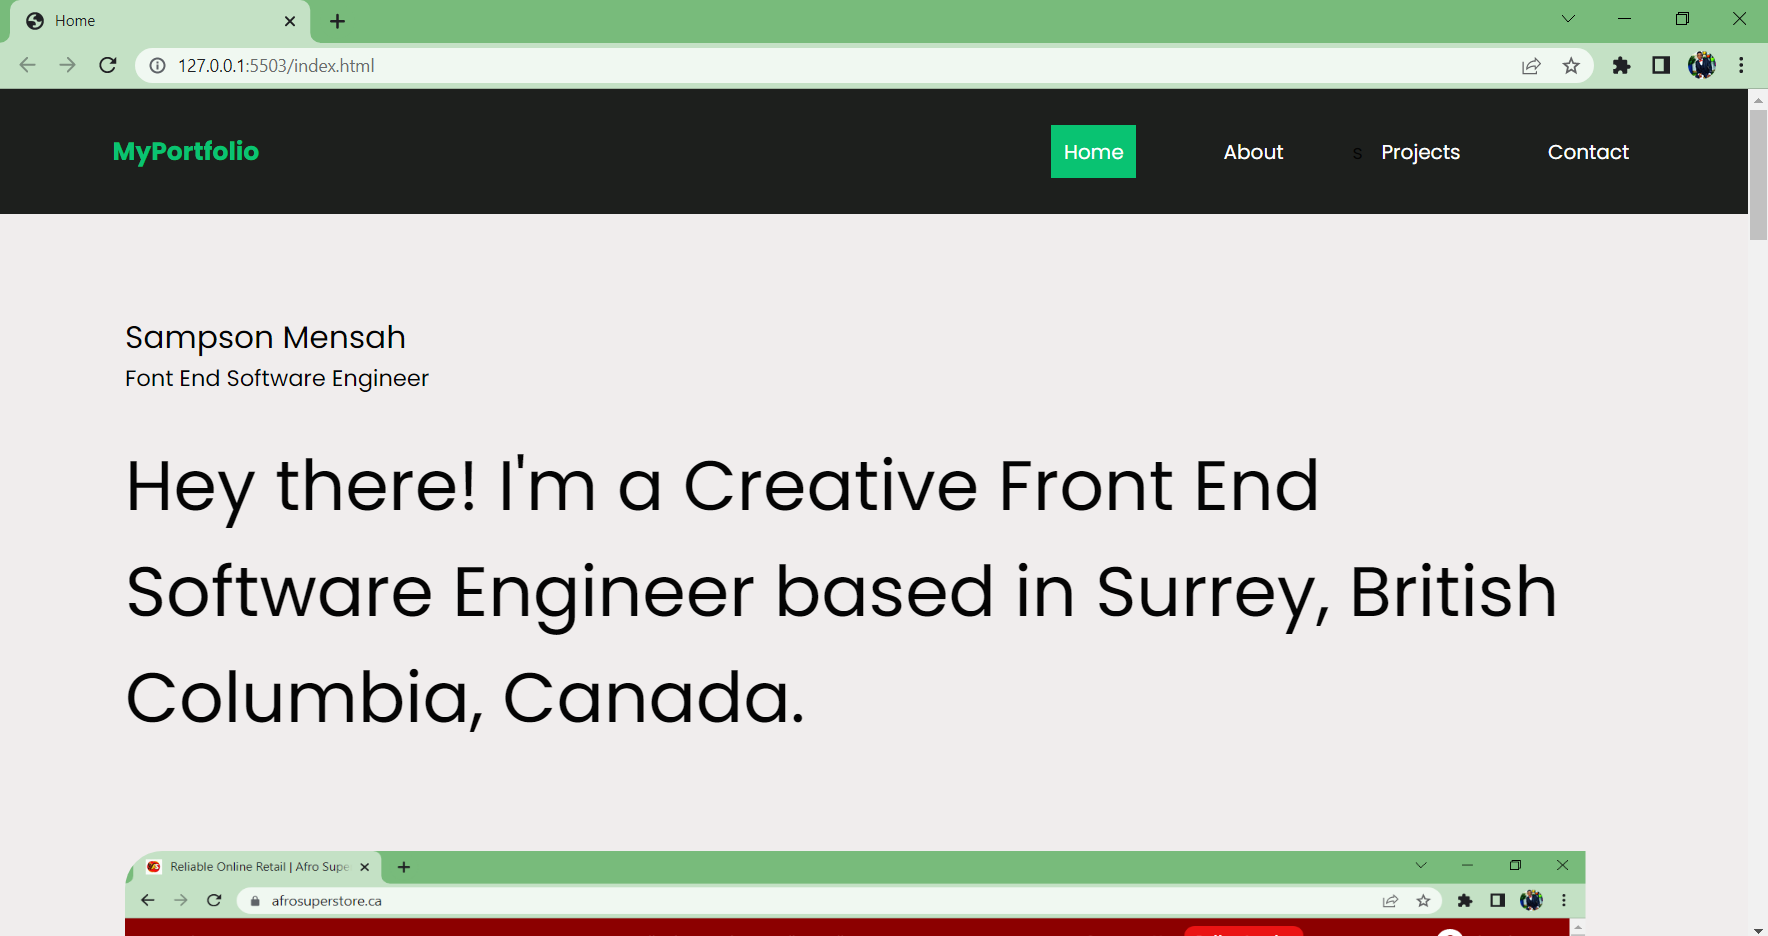 Home
127.0.0.1:5503/index.html
MyPortfolio
Home
About
s
Projects
Contact
Sampson Mensah
Font End Software Engineer
Hey there! I'm a Creative Front End
Software Engineer based in Surrey, British
Columbia, Canada.
Reliable Online Retail | Afro Supe
afrosuperstore.ca